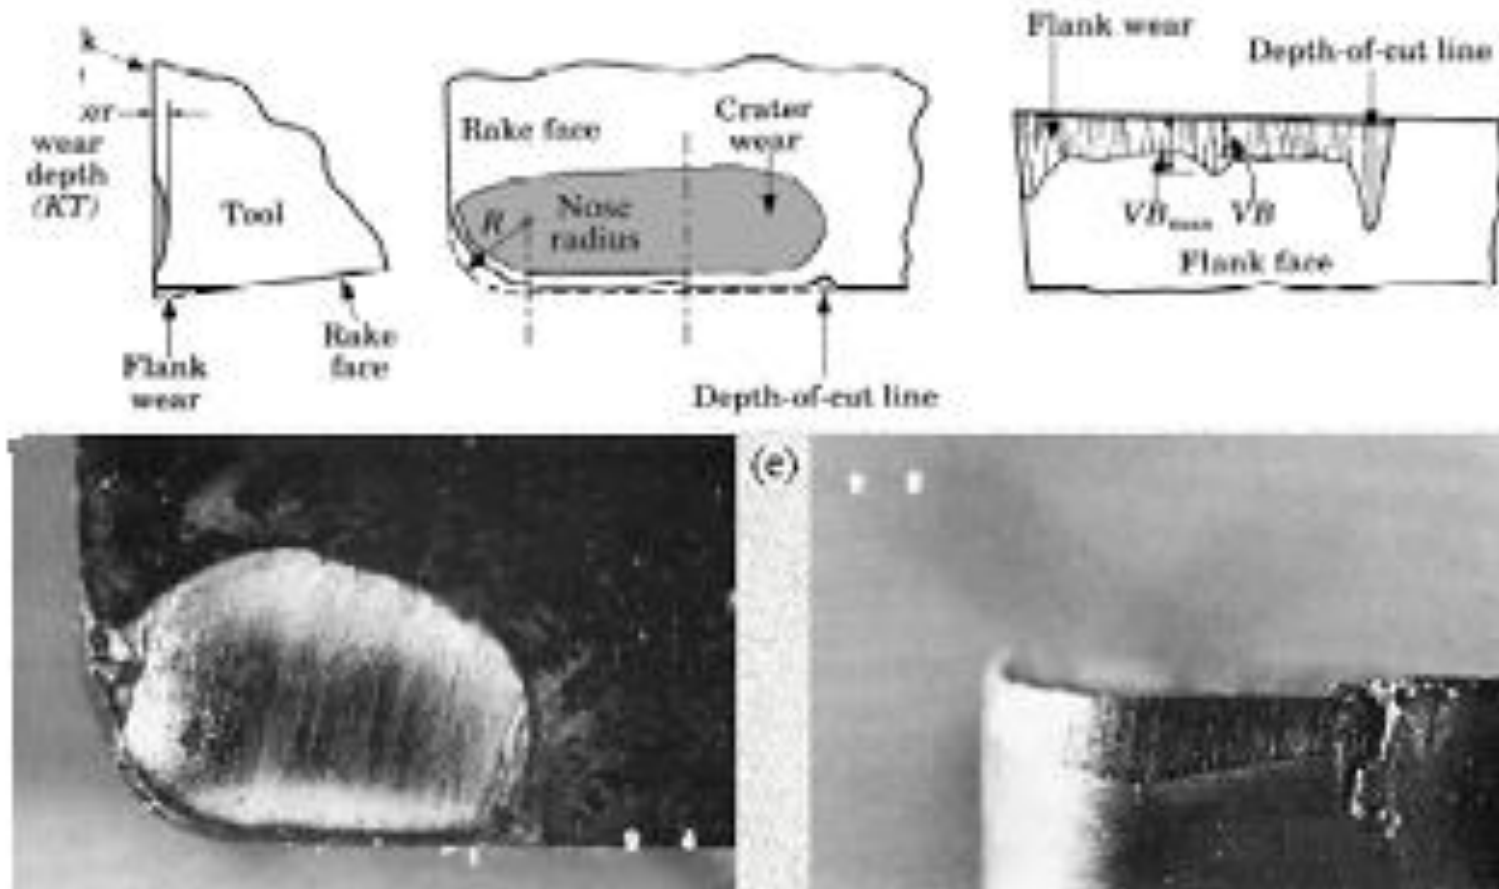 k
er
wear
depth
(KT)
Tool
Flank
wear
Rake
face
Rake face
Crater
wear
R
Nose
radius
Depth-of-cut line
Flank wear
Depth-of-cut line
VB
Flank face
(e)